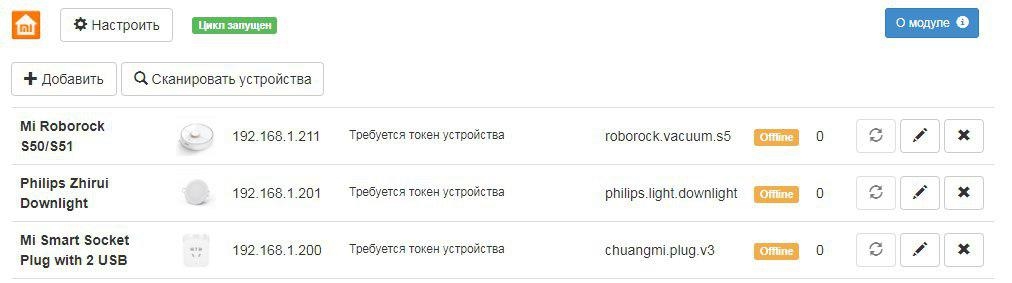 Настроить
Цикл запущен
О модуле
Добавить
Сканировать устройства
Mi Roborock S50/S51 192.168.1.211 Требуется токен устройства roborock.vacuum.s5 Offline 0
Philips Zhirui Downlight 192.168.1.201 Требуется токен устройства philips.light.downlight Offline 0
Mi Smart Socket Plug with 2 USB 192.168.1.200 Требуется токен устройства chuangmi.plug.v3 Offline 0